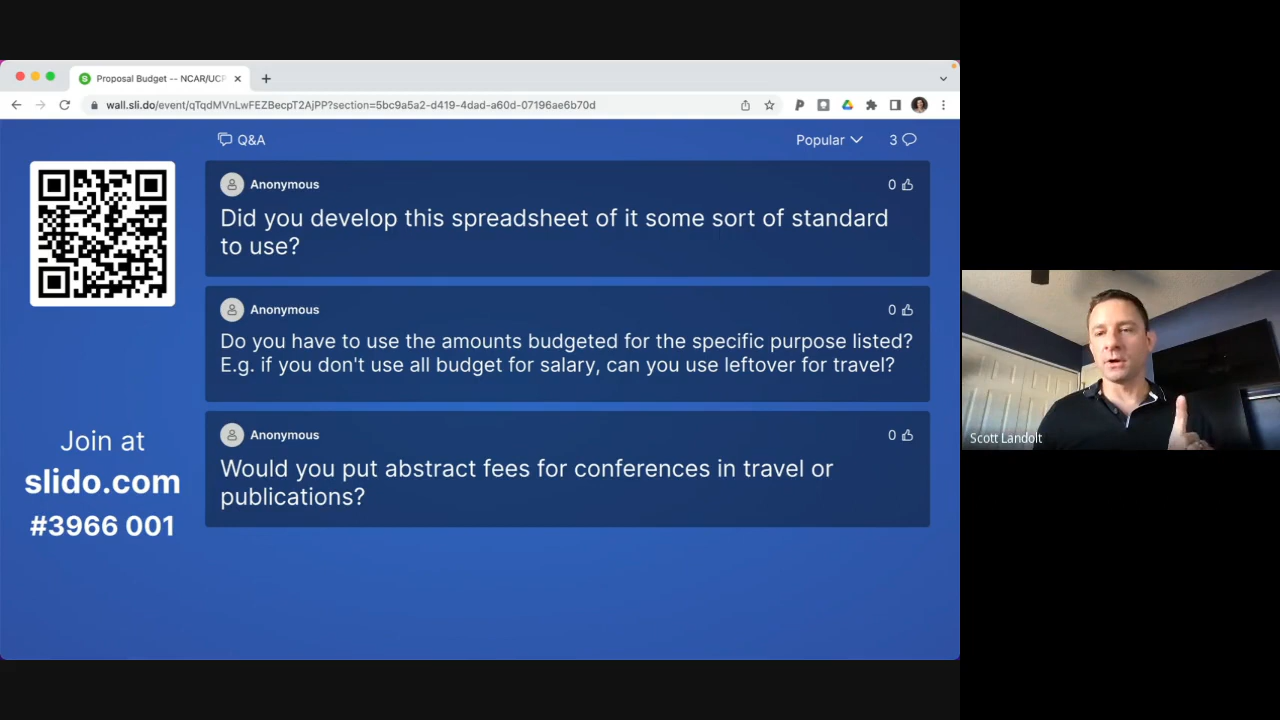 Proposal Budget -- NCAR/UCP
wall.sli.do/event/qTqdMVnLwFEZBecpT2AjPP?section=5bc9a5a2-d419-4dad-a60d-07196ae6b70d
Q&A
Popular
3
Anonymous
0
Did you develop this spreadsheet of it some sort of standard
to use?
Anonymous
0
Do you have to use the amounts budgeted for the specific purpose listed?
E.g. if you don't use all budget for salary, can you use leftover for travel?
Anonymous
0
Would you put abstract fees for conferences in travel or
publications?
Join at
slido.com
#3966 001
Scott Landolt